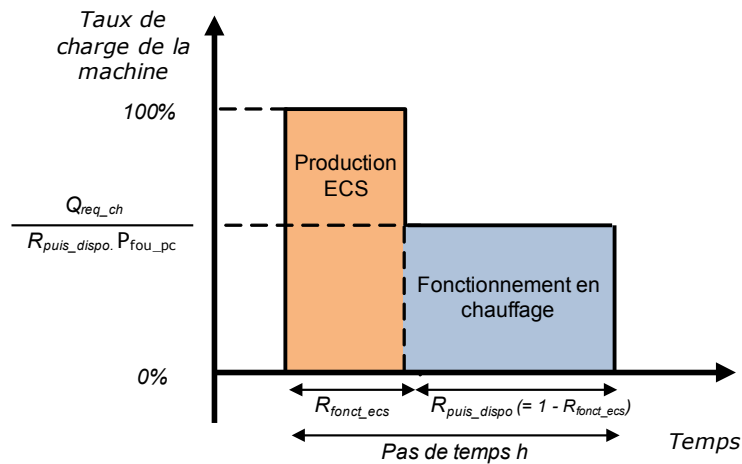 Taux de
charge de la
machine
100%
Production
ECS
Q_req_ch
R_puis_dispo. P_fou_pc
Fonctionnement en
chauffage
0%
R_fonct_ecs
R_puis_dispo (= 1 - R_fonct_ecs)
Pas de temps h
Temps